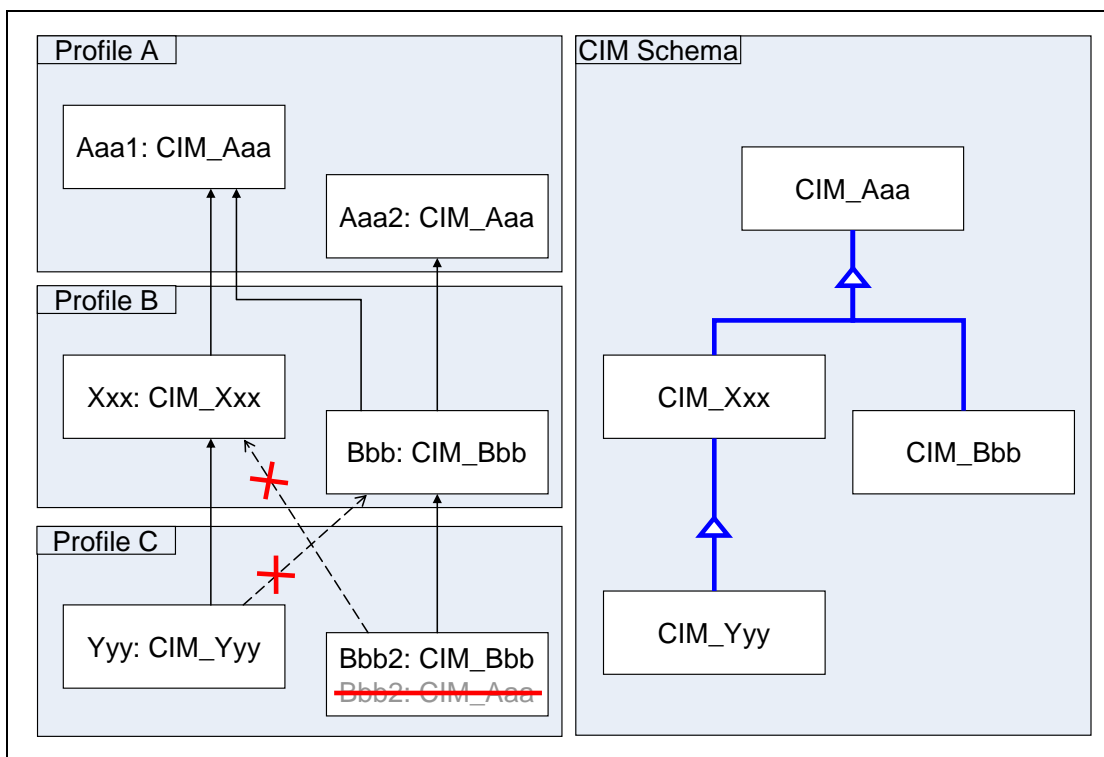 Profile A
Aaa1: CIM_Aaa
Aaa2: CIM_Aaa
Profile B
Xxx: CIM_Xxx
Bbb: CIM_Bbb
Profile C
Yyy: CIM_Yyy
Bbb2: CIM_Bbb
Bbb2: CIM_Aaa
CIM Schema
CIM_Aaa
CIM_Xxx
CIM_Bbb
CIM_Yyy